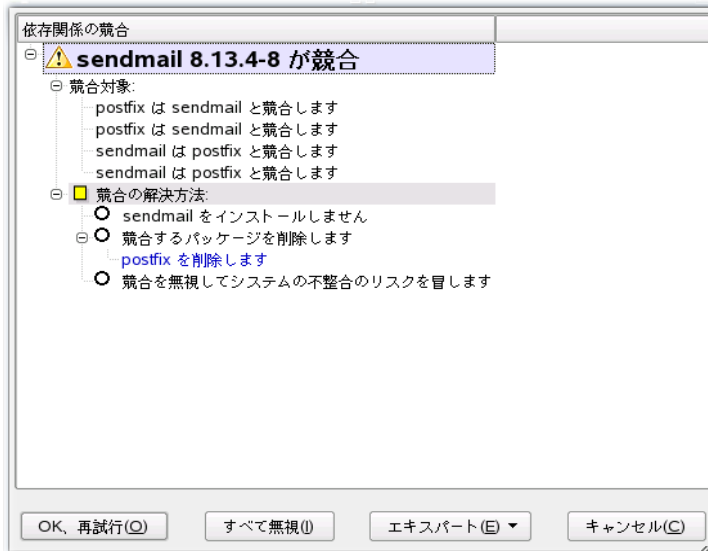 依存関係の競合
sendmail 8.13.4-8 が競合
競合対象:
postfix は sendmail と競合します
postfix は sendmail と競合します
sendmail は postfix と競合します
sendmail は postfix と競合します
競合の解決方法:
sendmail をインストールしません
競合するパッケージを削除します
postfix を削除します
競合を無視してシステムの不整合のリスクを冒します
OK、再試行(O) すべて無視(I) エキスパート(E) キャンセル(C)